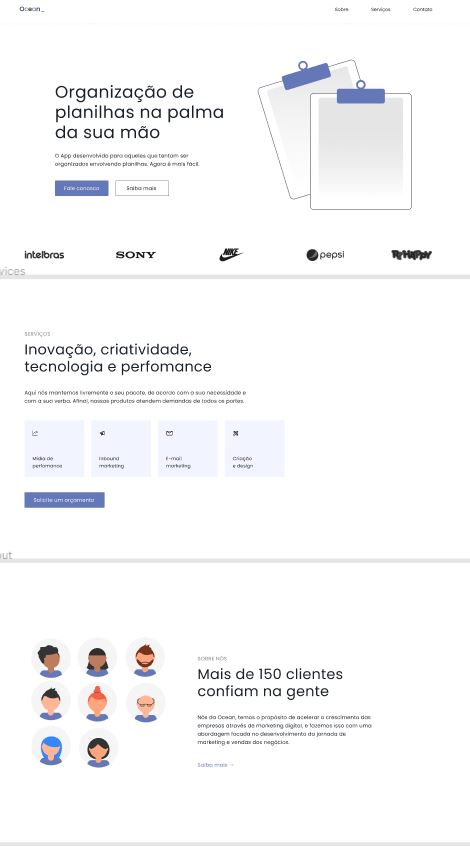 Ocean_
Sobre
Serviços
Contato
Organização de
planilhas na palma
da sua mão
O App desenvolvido para aqueles que tentam ser
organizados envolvendo planilhas. Agora é mais fácil.
Fale conosco
Saiba mais
intelbras
SONY
NIKE
pepsi
RiHappy
vices
SERVIÇOS
Inovação, criatividade,
tecnologia e perfomance
Aqui nós mantemos livremente o seu pacote, de acordo com a sua necessidade e
com a sua verba. Afinal, nossos produtos atendem demandas de todos os portes.
Mídia de
perfomance
Inbound
marketing
E-mail
marketing
Criação
e design
Solicite um orçamento
out
SOBRE NÓS
Mais de 150 clientes
confiam na gente
Nós da Ocean, temos o propósito de acelerar o crescimento das
empresas através de marketing digital, e fazemos isso com uma
abordagem focada no desenvolvimento da jornada de
marketing e vendas dos negócios.
Saiba mais →